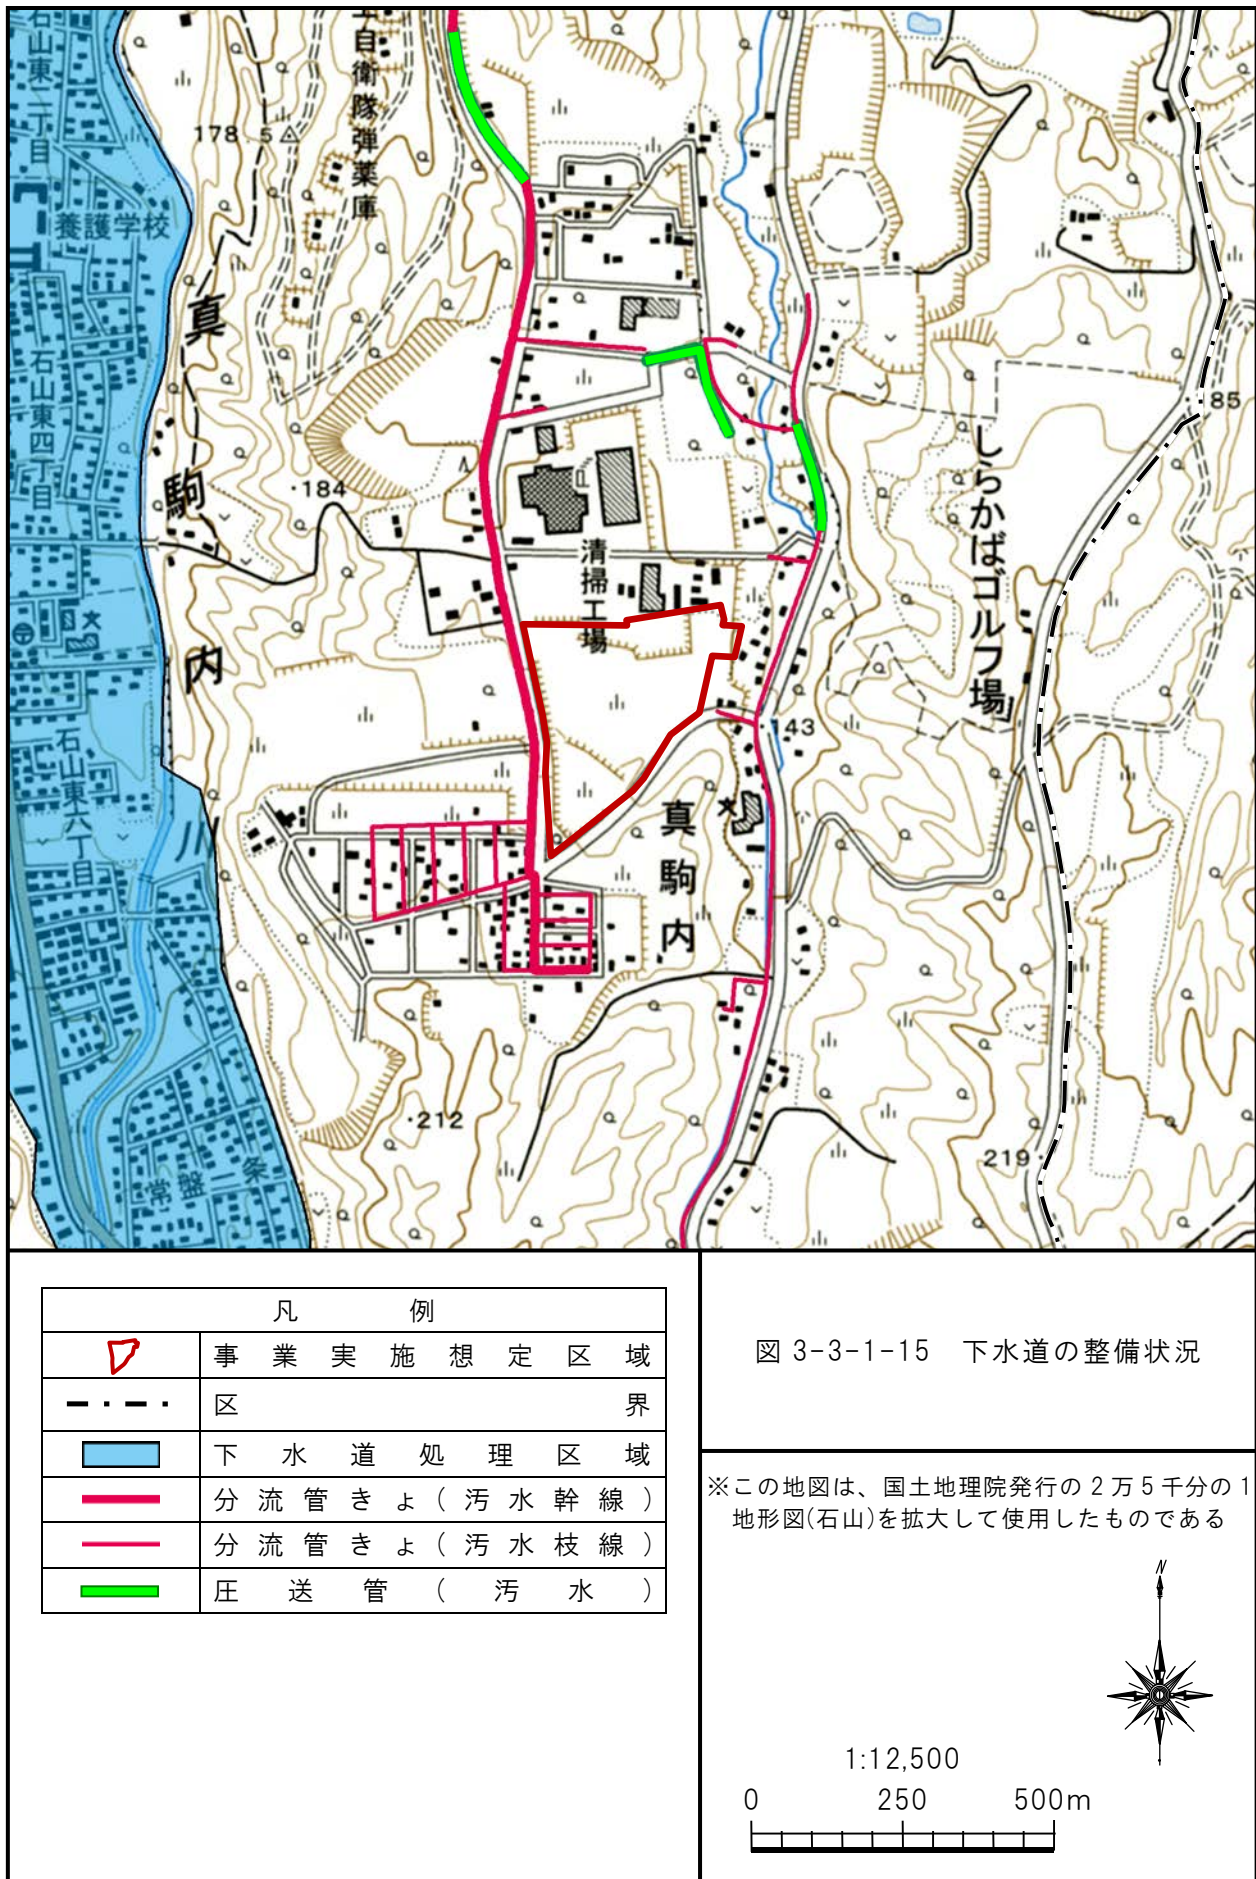 石山東二丁目
自衛隊弾薬庫
178.5
養護学校
真駒内川
石山東四丁目
184
85
しらかばゴルフ場
清掃工場
石山東六丁目
43
真駒内
212
219
常盤一条
凡例
事業実施想定区域
区界
下水道処理区域
分流管きょ(汚水幹線)
分流管きょ(汚水枝線)
圧送管(汚水)
図 3-3-1-15 下水道の整備状況
※この地図は、国土地理院発行の2万5千分の1
地形図(石山)を拡大して使用したものである
N
1:12,500
0 250 500m